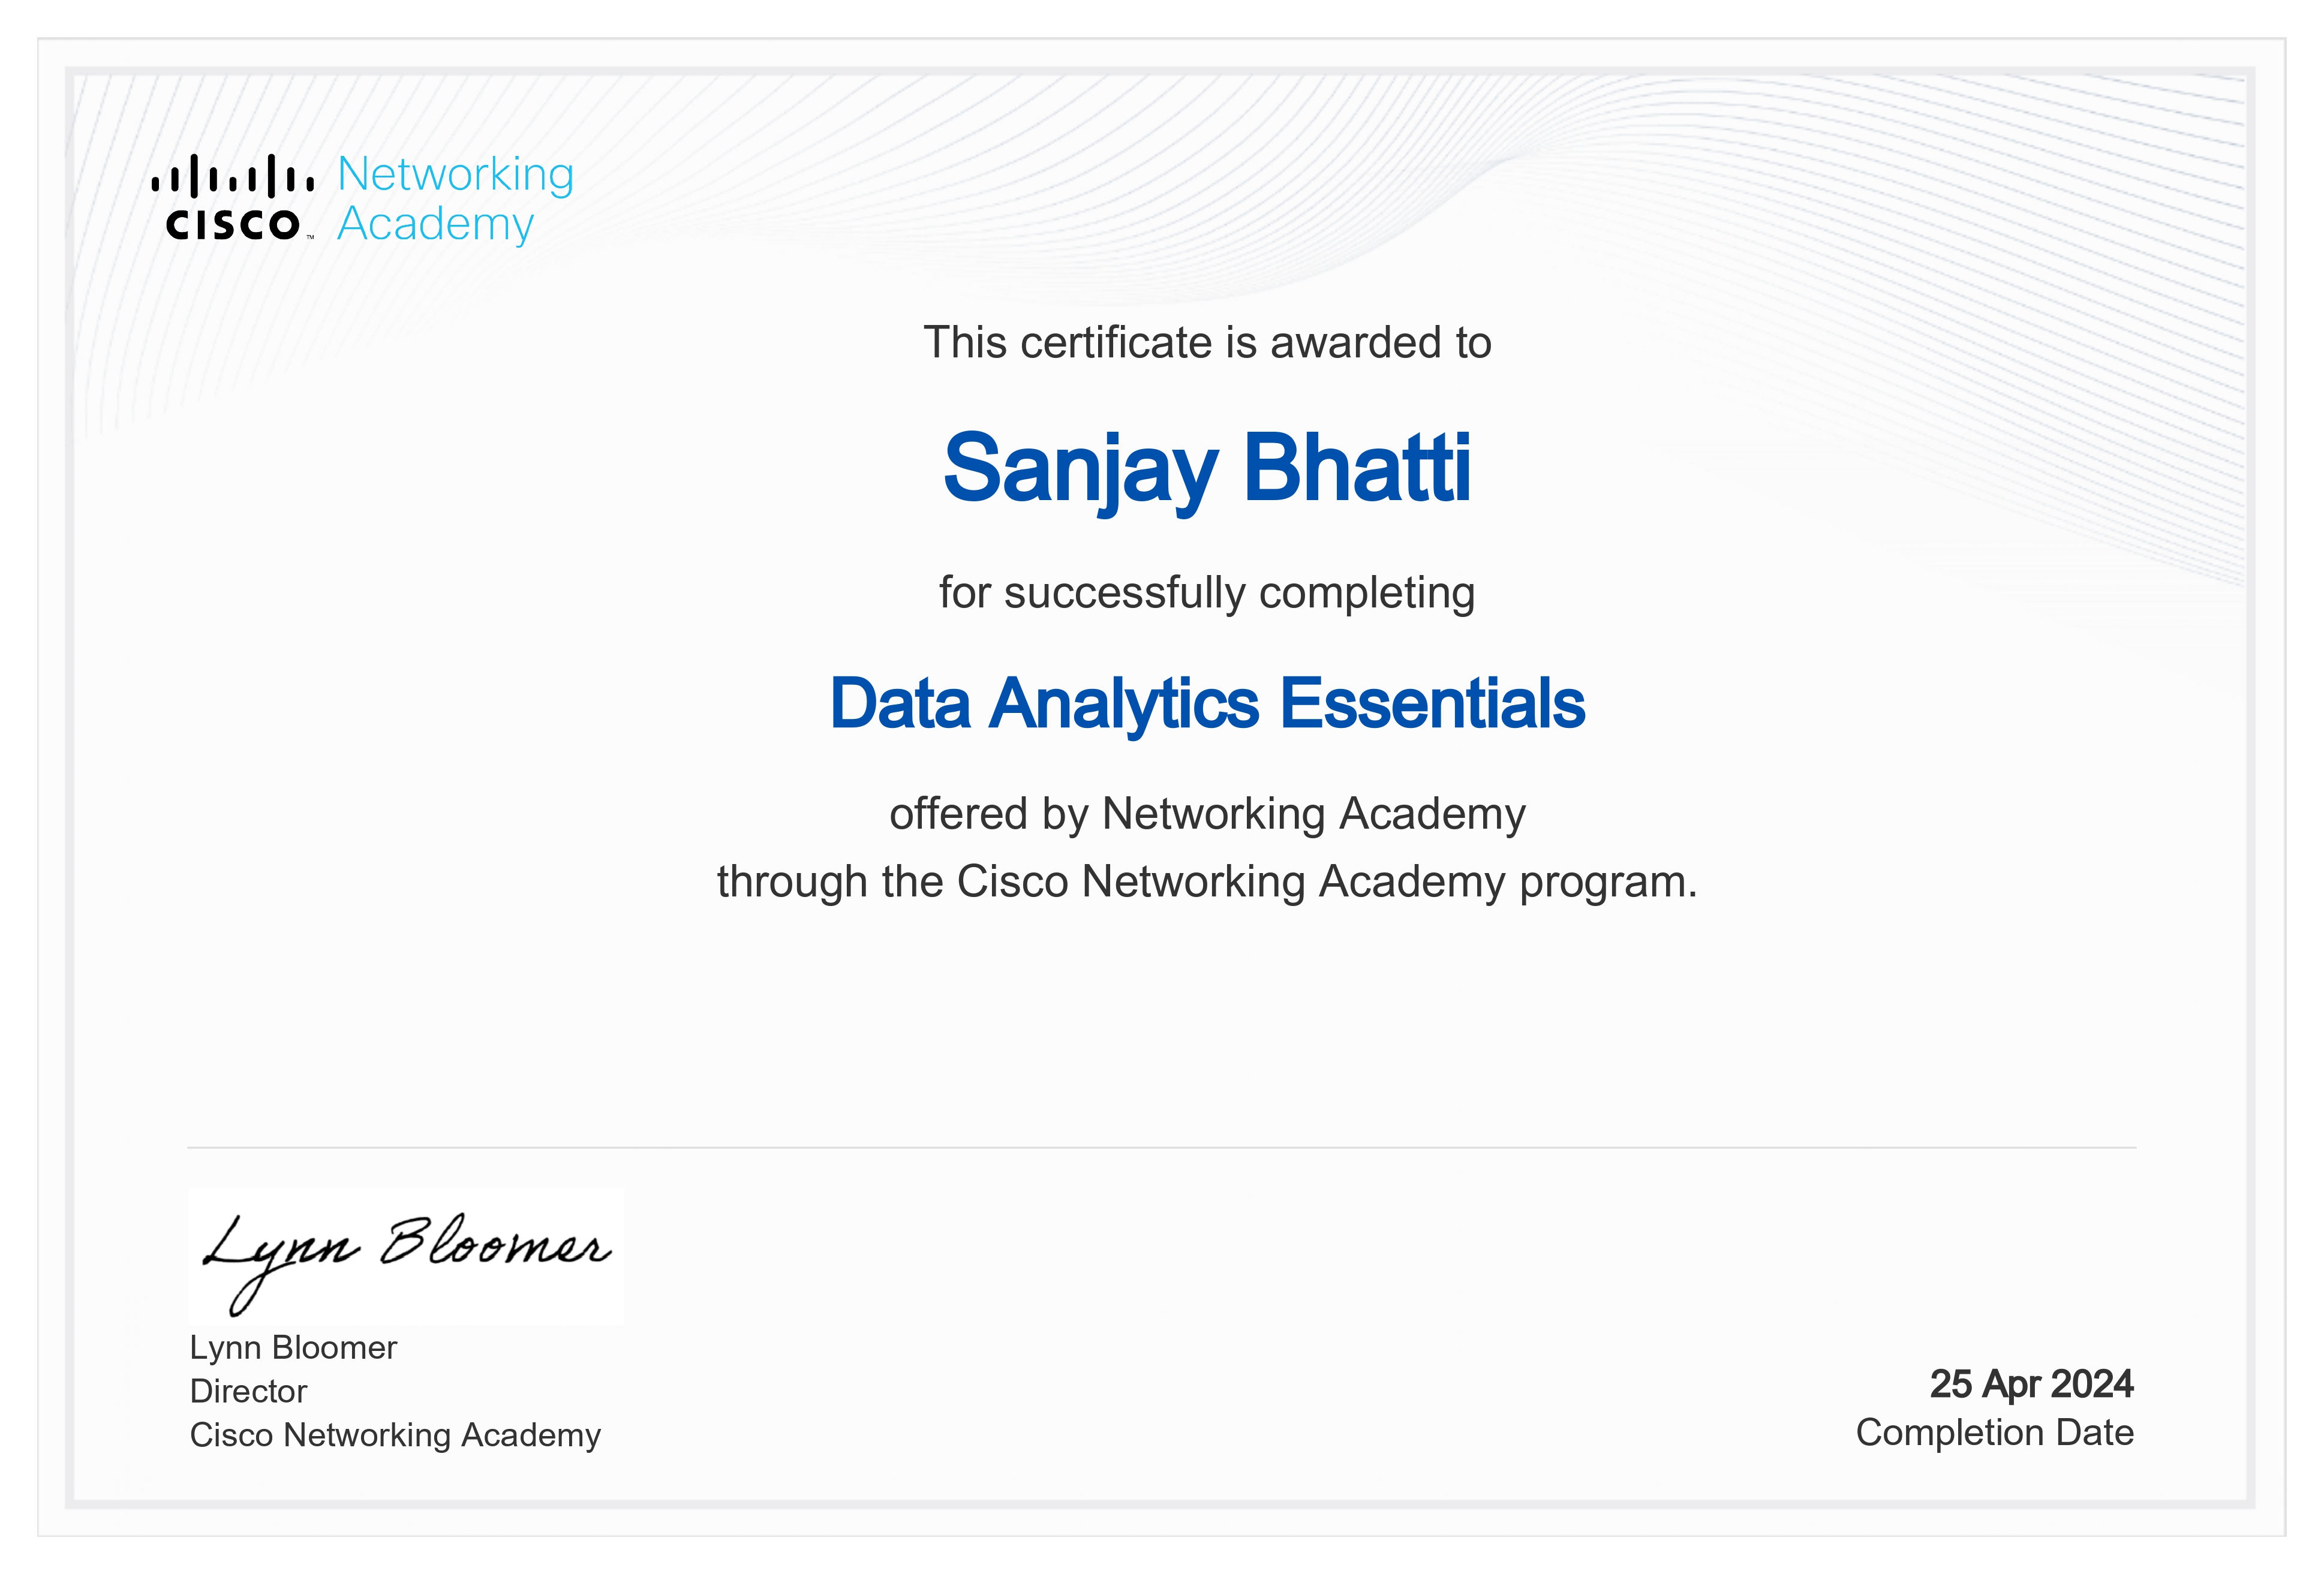 Networking
Academy
CISCO™
This certificate is awarded to
Sanjay Bhatti
for successfully completing
Data Analytics Essentials
offered by Networking Academy
through the Cisco Networking Academy program.
Lynn Bloomer
Lynn Bloomer
Director
Cisco Networking Academy
25 Apr 2024
Completion Date